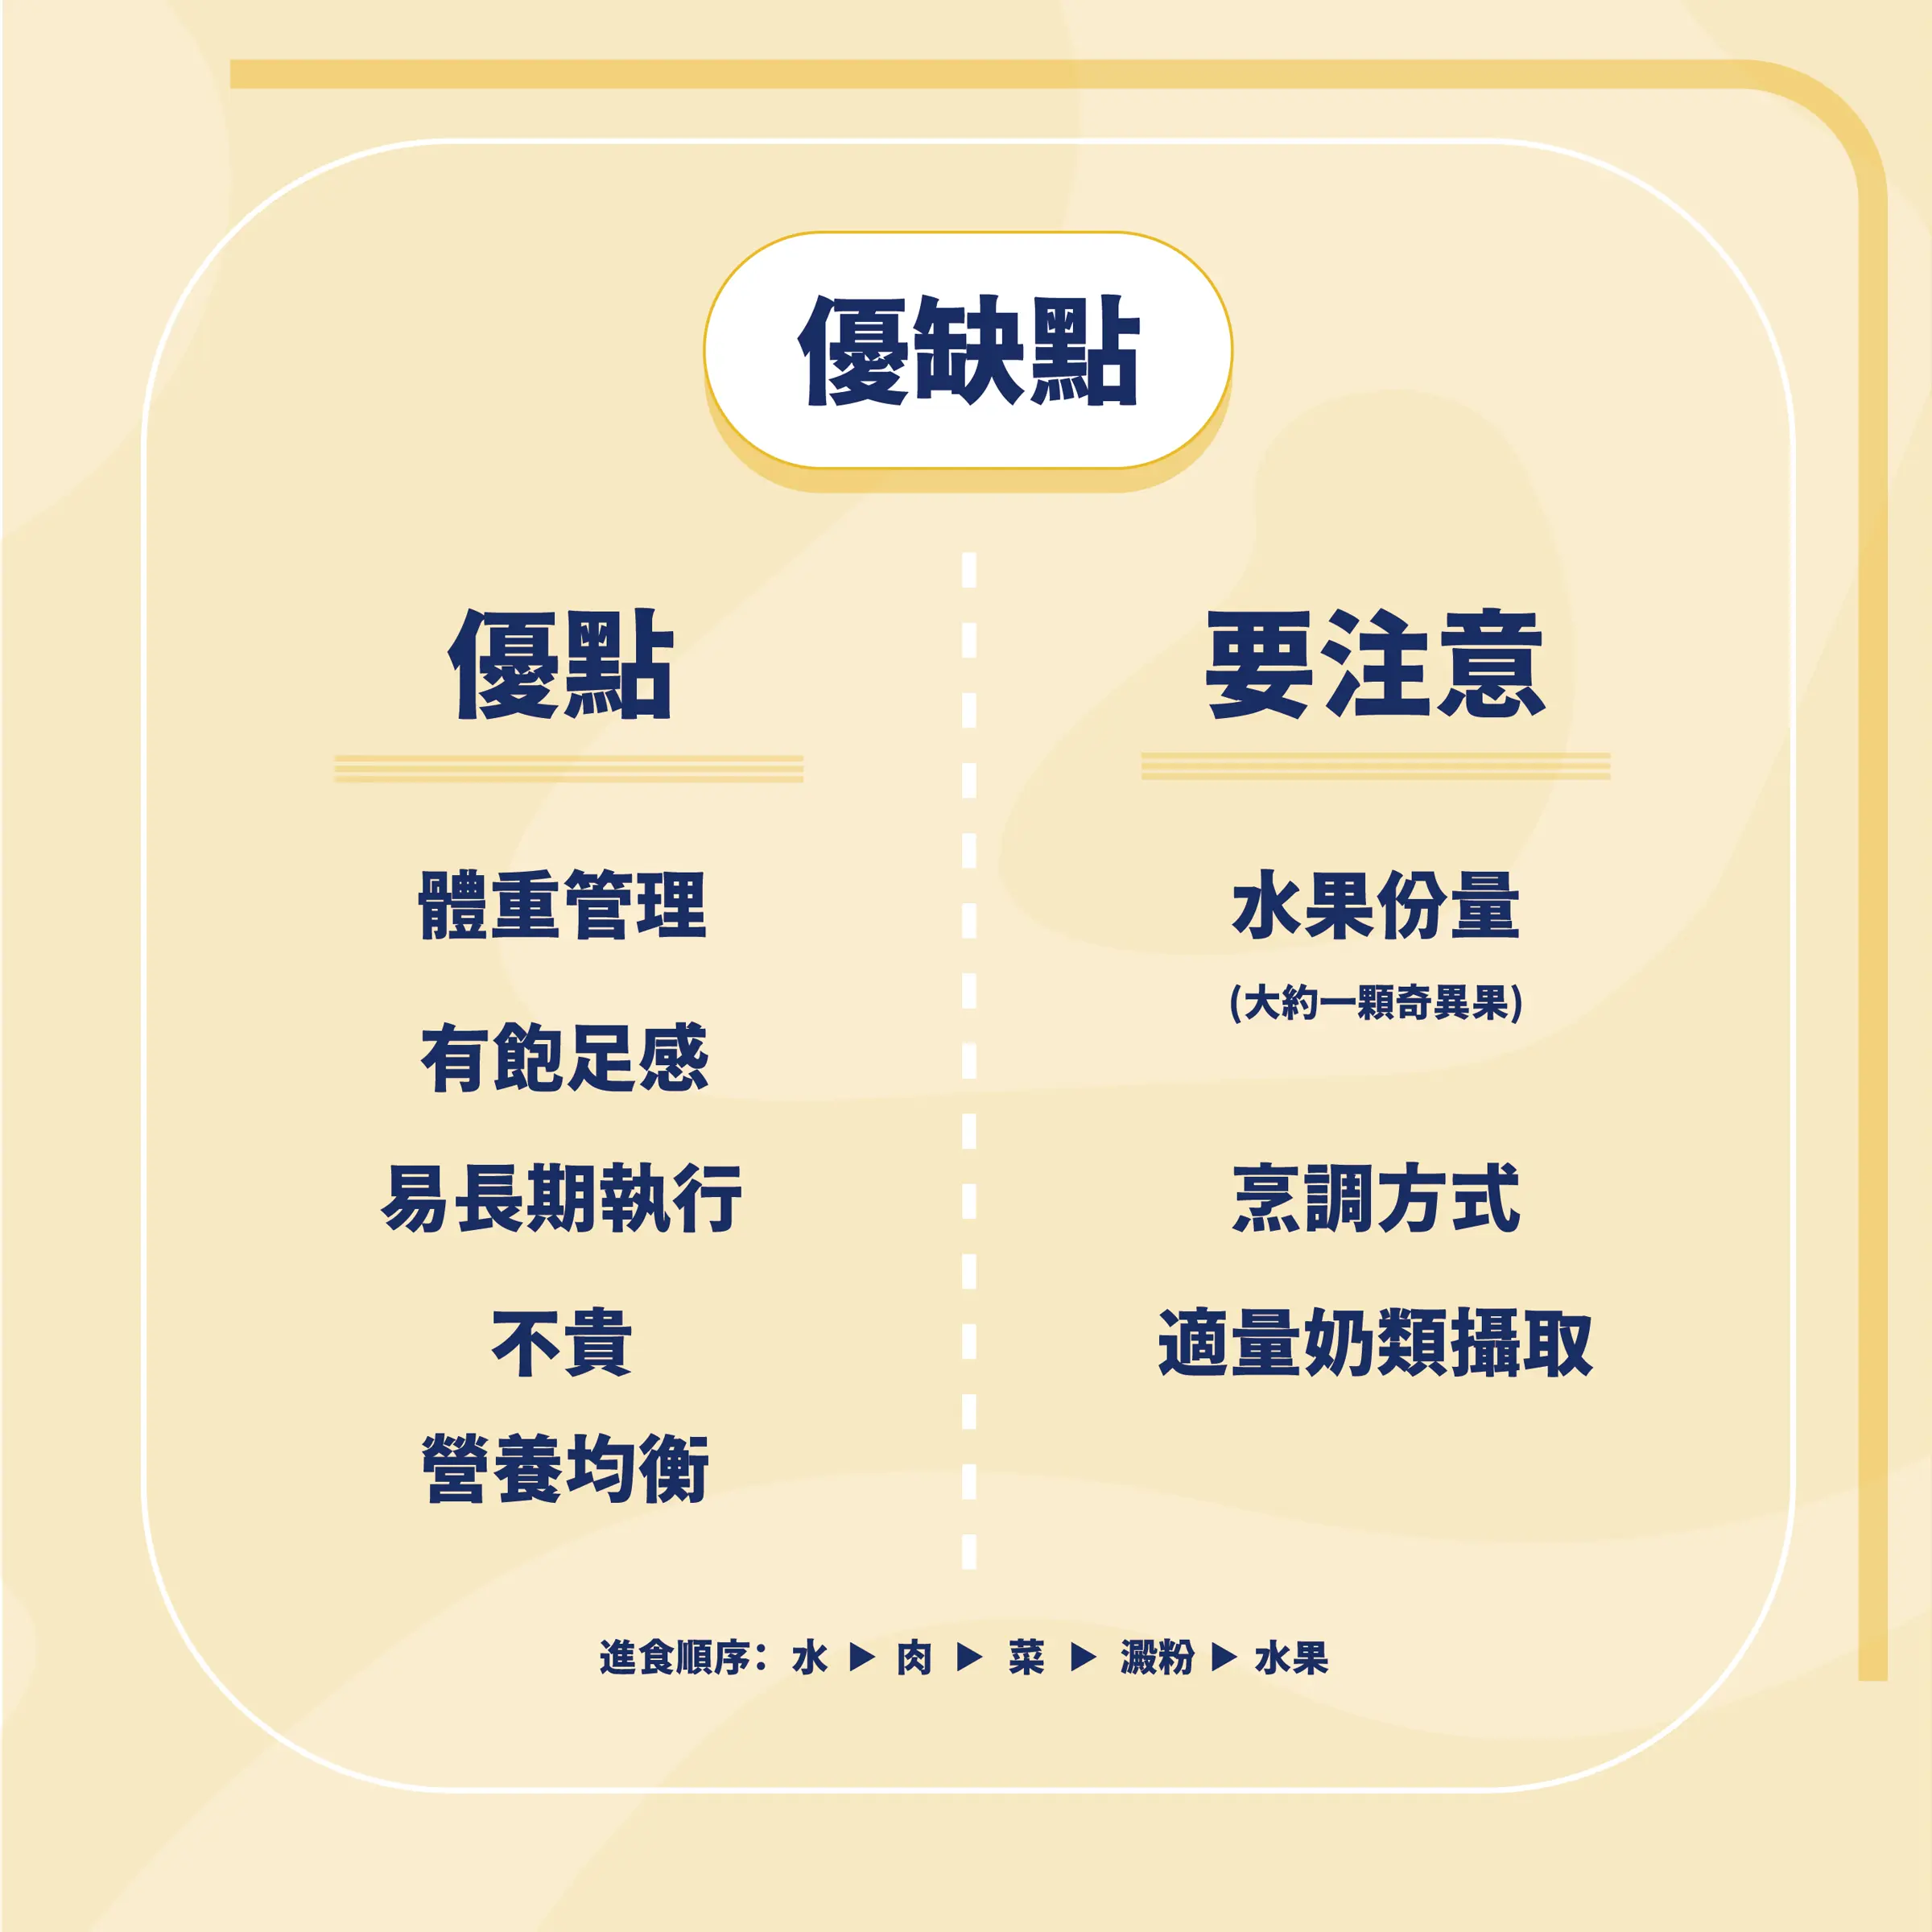 優缺點
優點
體重管理
有飽足感
易長期執行
不貴
營養均衡
要注意
水果份量
(大約一顆奇異果)
烹調方式
適量奶類攝取
進食順序：水 ▶ 肉 ▶ 菜 ▶ 澱粉 ▶ 水果